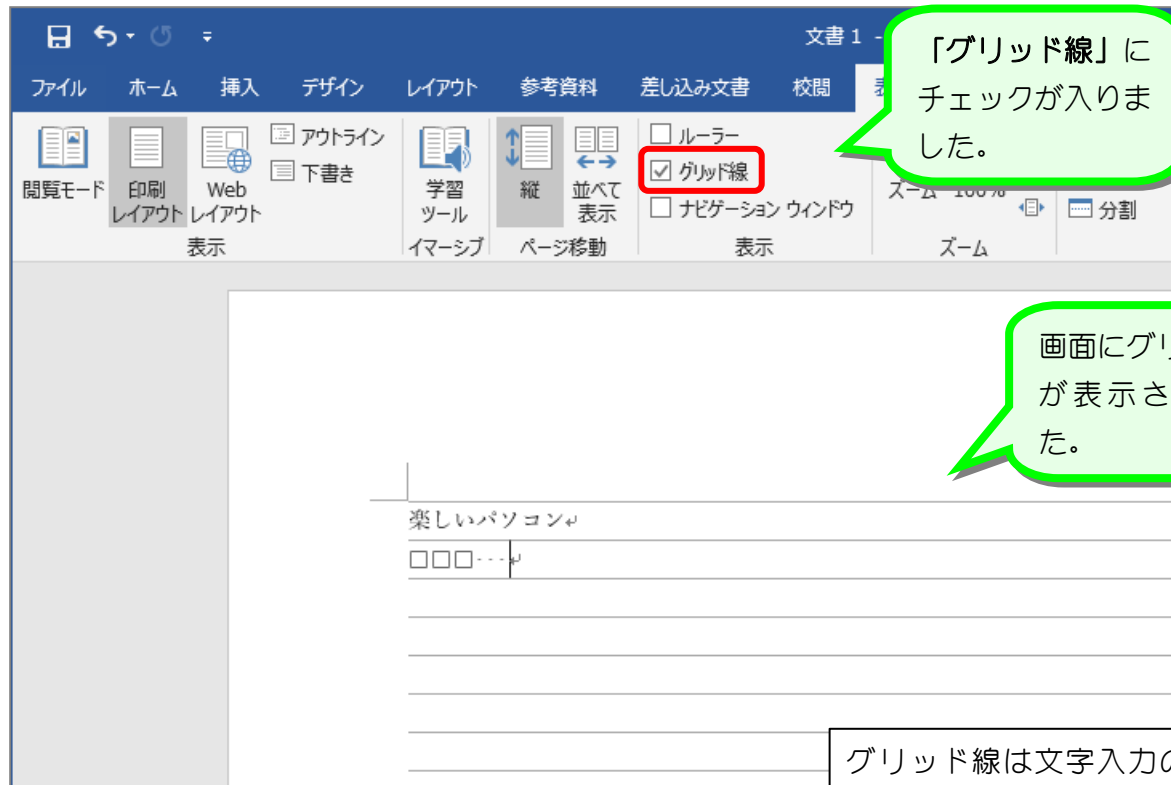 文書 1 -
ファイル ホーム 挿入 デザイン レイアウト 参考資料 差し込み文書 校閲
「グリッド線」に
チェックが入りま
した。
閲覧モード
印刷
レイアウト
Web
レイアウト
アウトライン
下書き
表示
学習
ツール
イマーシブ
縦
並べて
表示
ページ移動
ルーラー
グリッド線
ナビゲーション ウィンドウ
表示
ズーム 100%
ズーム
分割
画面にグリ
が表示さ
た。
楽しいパソコン↵
□□□･･･↵
グリッド線は文字入力の